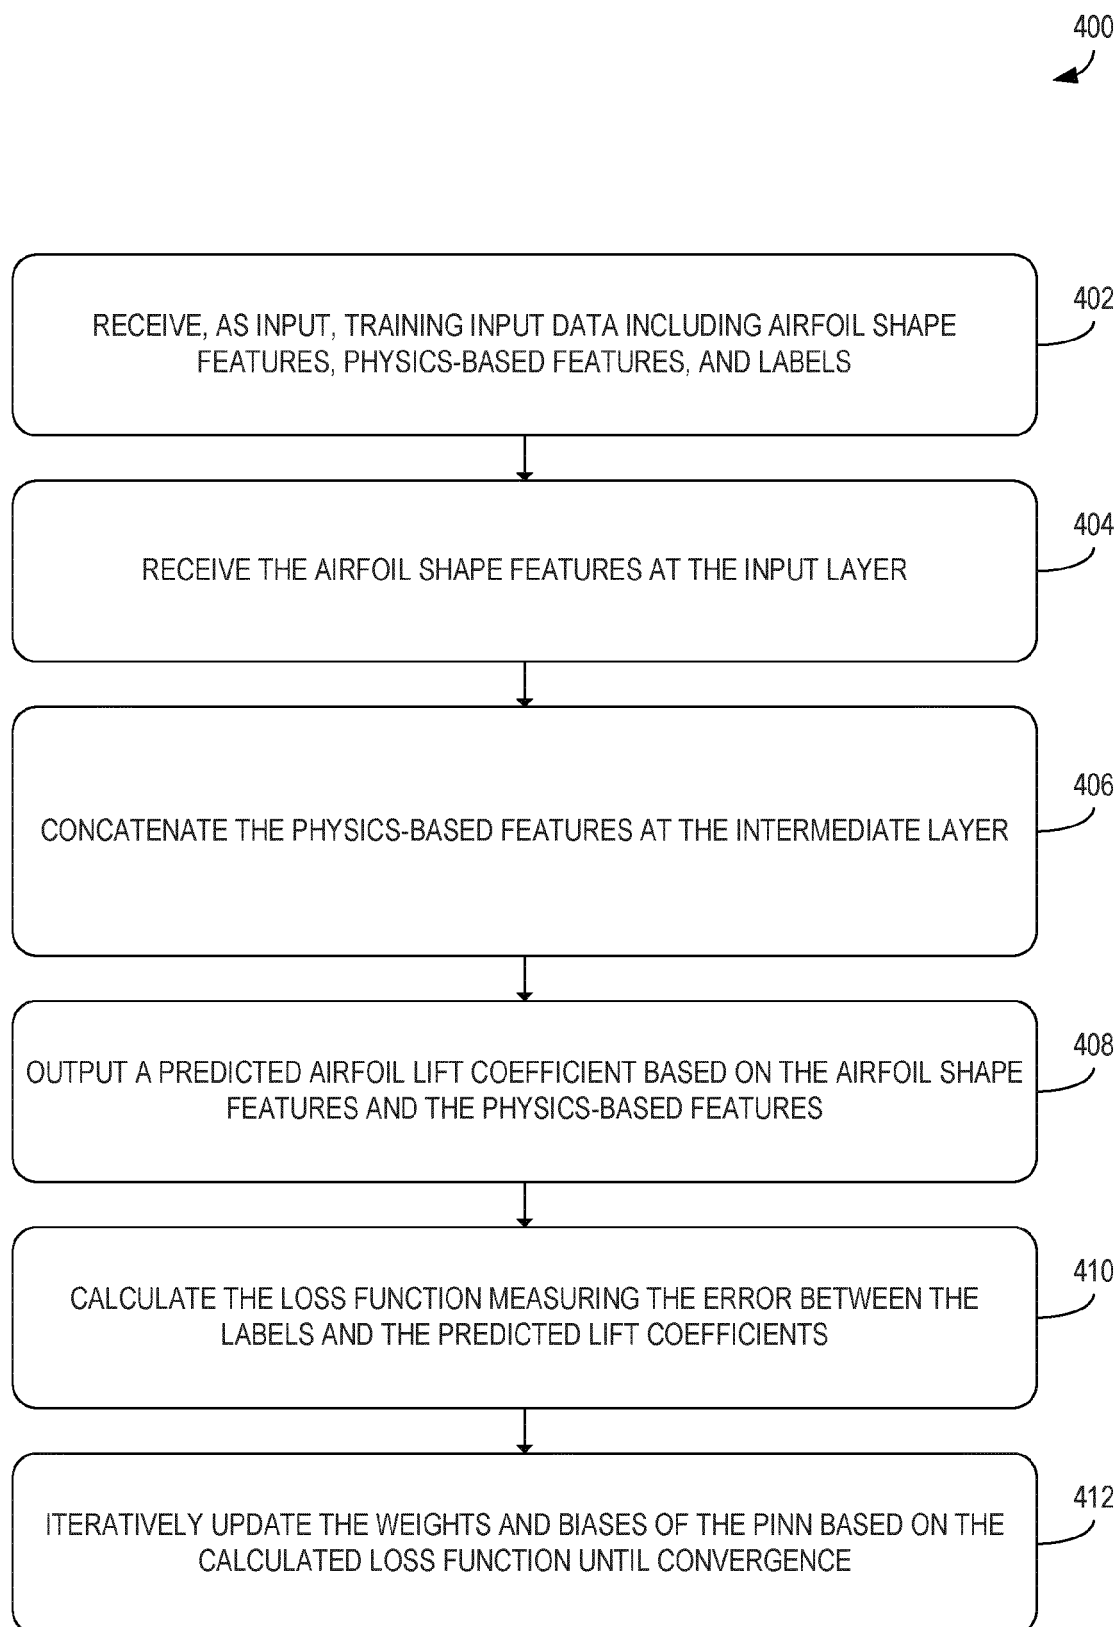 400
402
RECEIVE, AS INPUT, TRAINING INPUT DATA INCLUDING AIRFOIL SHAPE
FEATURES, PHYSICS-BASED FEATURES, AND LABELS
404
RECEIVE THE AIRFOIL SHAPE FEATURES AT THE INPUT LAYER
406
CONCATENATE THE PHYSICS-BASED FEATURES AT THE INTERMEDIATE LAYER
408
OUTPUT A PREDICTED AIRFOIL LIFT COEFFICIENT BASED ON THE AIRFOIL SHAPE
FEATURES AND THE PHYSICS-BASED FEATURES
410
CALCULATE THE LOSS FUNCTION MEASURING THE ERROR BETWEEN THE
LABELS AND THE PREDICTED LIFT COEFFICIENTS
412
ITERATIVELY UPDATE THE WEIGHTS AND BIASES OF THE PINN BASED ON THE
CALCULATED LOSS FUNCTION UNTIL CONVERGENCE